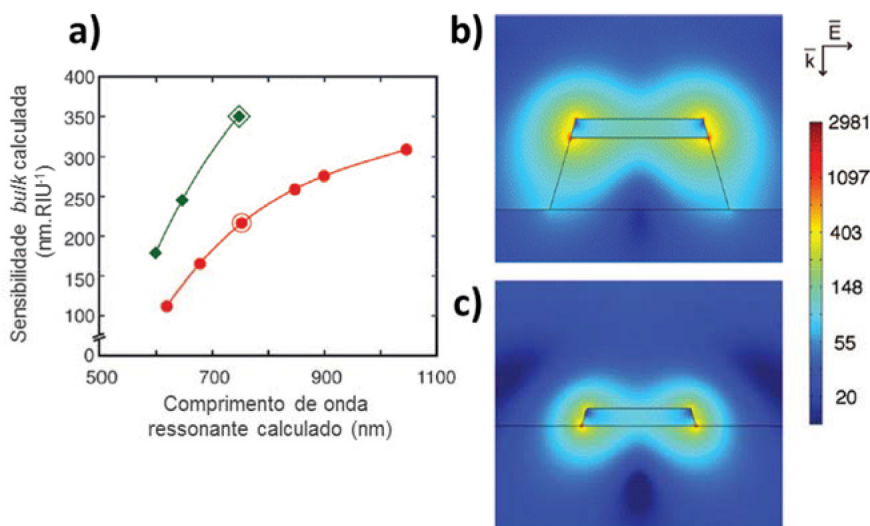 a)
Sensibilidade bulk calculada
(nm.RIU-1)
400
350
300
250
200
150
100
0
500
700
900
1100
Comprimento de onda
ressonante calculado (nm)
b)
c)
E
k
2981
1097
403
148
55
20